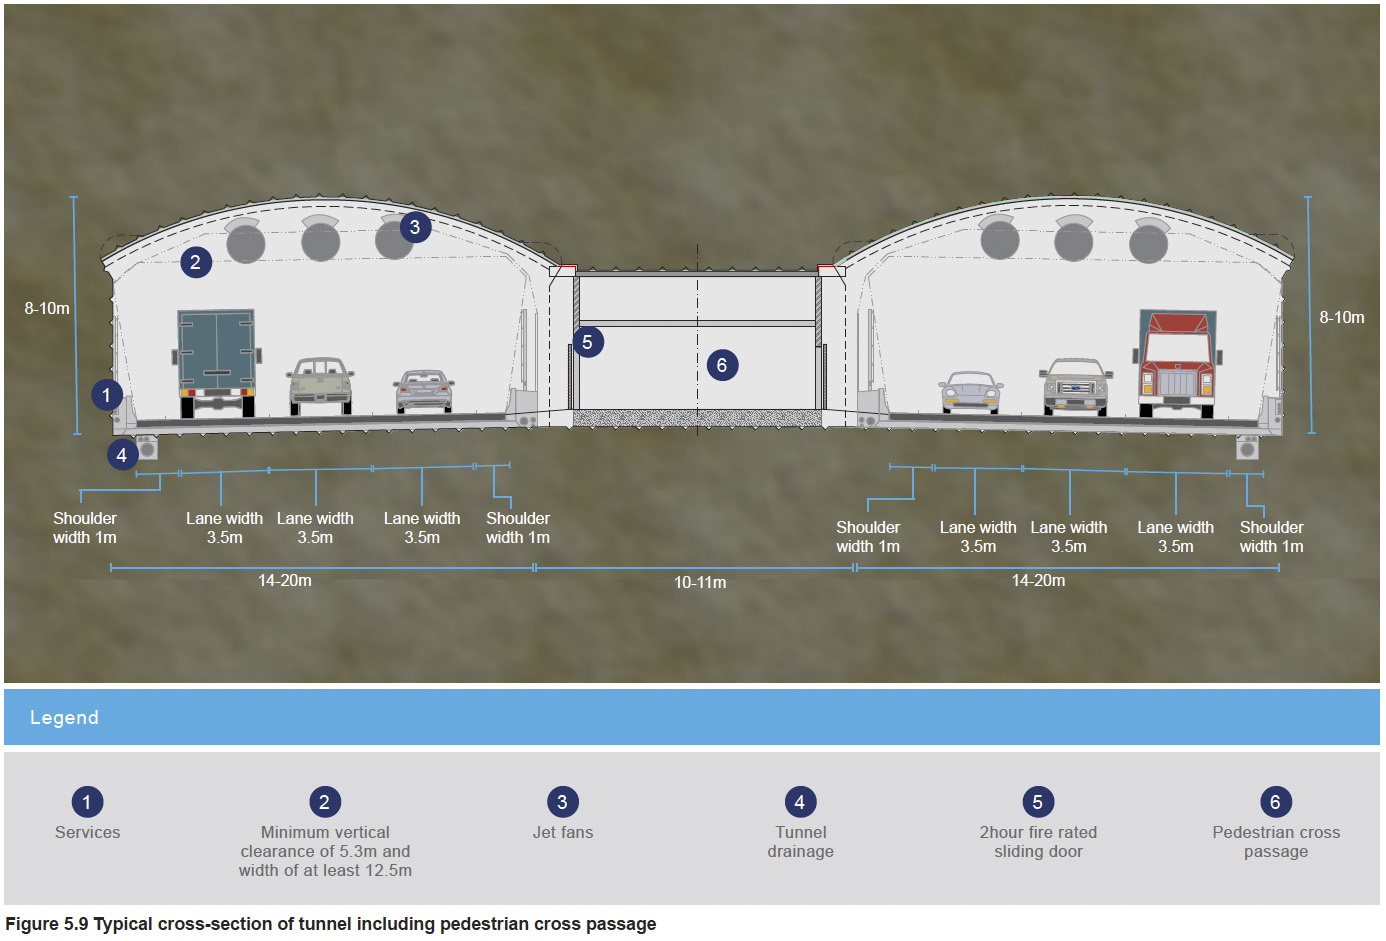 3
2
8-10m
8-10m
5
6
1
4
Shoulder
width 1m
Lane width
3.5m
Lane width
3.5m
Lane width
3.5m
Shoulder
width 1m
Shoulder
width 1m
Lane width
3.5m
Lane width
3.5m
Lane width
3.5m
Shoulder
width 1m
14-20m
10-11m
14-20m
Legend
1
Services
2
Minimum vertical
clearance of 5.3m and
width of at least 12.5m
3
Jet fans
4
Tunnel
drainage
5
2hour fire rated
sliding door
6
Pedestrian cross
passage
Figure 5.9 Typical cross-section of tunnel including pedestrian cross passage